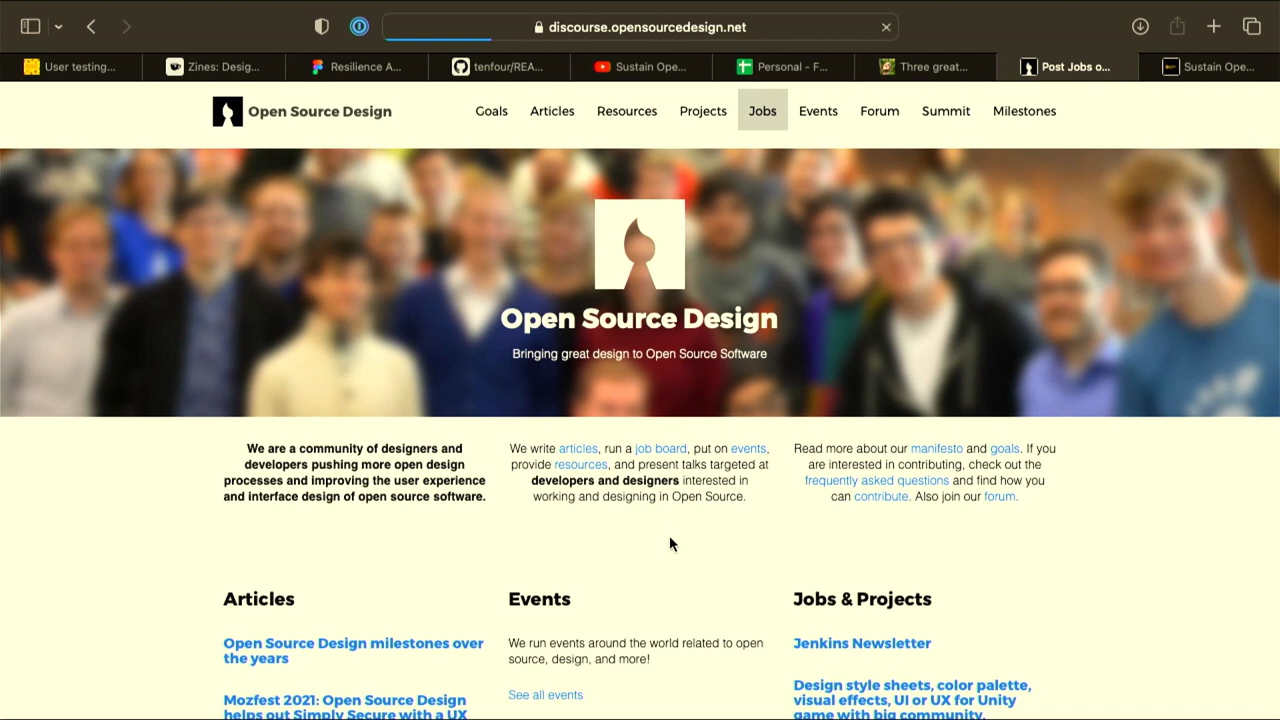 discourse.opensourcedesign.net
User testing...
Zines: Desig...
Resilience A...
tenfour/REA...
Sustain Ope...
Personal - F...
Three great...
Post Jobs o...
Sustain Ope...
Open Source Design
Goals
Articles
Resources
Projects
Jobs
Events
Forum
Summit
Milestones
Open Source Design
Bringing great design to Open Source Software
We are a community of designers and
developers pushing more open design
processes and improving the user experience
and interface design of open source software.
We write articles, run a job board, put on events,
provide resources, and present talks targeted at
developers and designers interested in
working and designing in Open Source.
Read more about our manifesto and goals. If you
are interested in contributing, check out the
frequently asked questions and find how you
can contribute. Also join our forum.
Articles
Open Source Design milestones over
the years
Mozfest 2021: Open Source Design
helps out Simply Secure with a UX
Events
We run events around the world related to open
source, design, and more!
See all events
Jobs & Projects
Jenkins Newsletter
Design style sheets, color palette,
visual effects, UI or UX for Unity
game with big community.